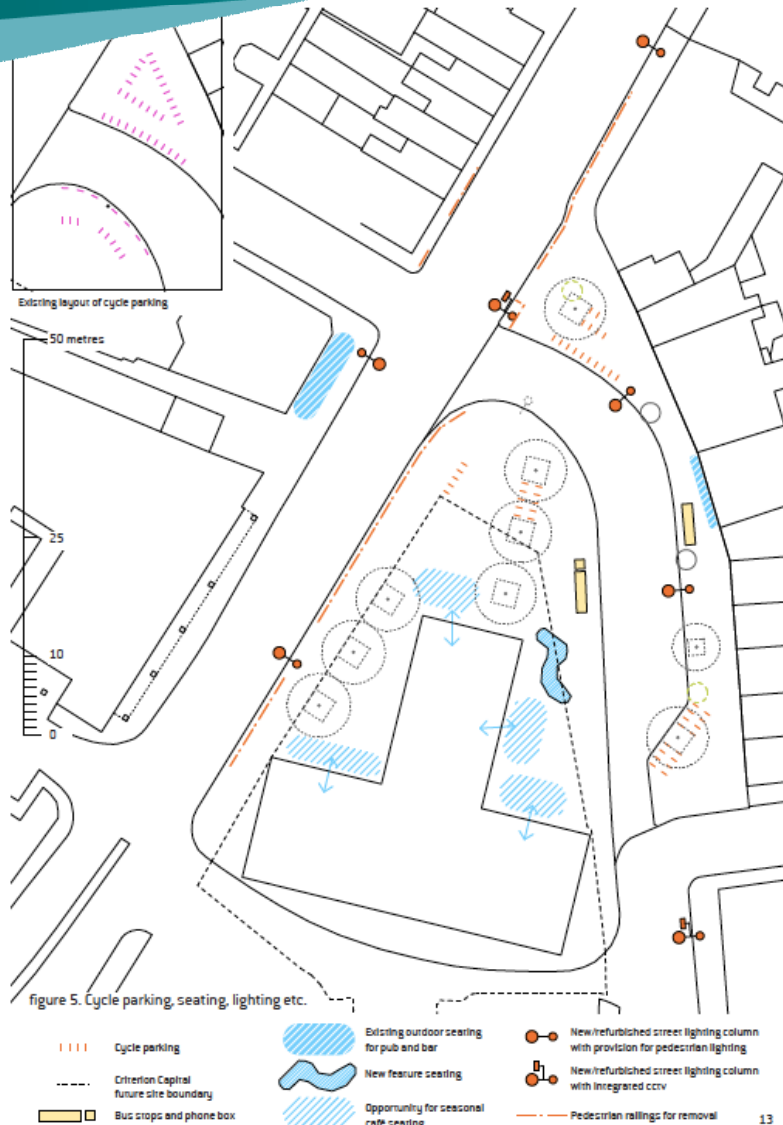 Existing layout of cycle parking
50 metres
25
10
0
figure 5. Cycle parking, seating, lighting etc.
Cycle parking
Criterion Capital
future site boundary
Bus stops and phone box
Existing outdoor seating
for pub and bar
New feature seating
Opportunity for seasonal
café seating
New/refurbished street lighting column
with provision for pedestrian lighting
New/refurbished street lighting column
with integrated cctv
Pedestrian railings for removal
13